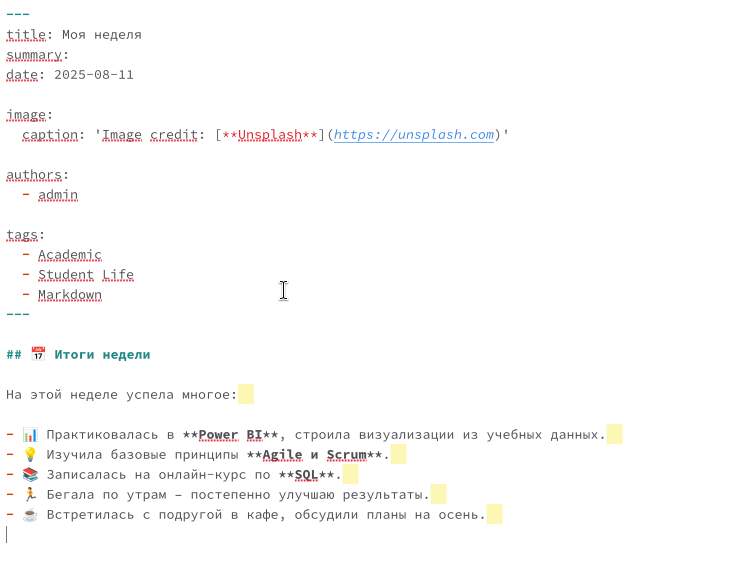 ---
title: Моя неделя
summary:
date: 2025-08-11

image:
  caption: 'Image credit: [**Unsplash**](https://unsplash.com)'

authors:
  - admin

tags:
  - Academic
  - Student Life
  - Markdown
---

## 📅 Итоги недели

На этой неделе успела многое:

- 📊 Практиковалась в **Power BI**, строила визуализации из учебных данных.
- 💡 Изучила базовые принципы **Agile и Scrum**.
- 📚 Записалась на онлайн-курс по **SQL**.
- 🏃 Бегала по утрам – постепенно улучшаю результаты.
- ☕ Встретилась с подругой в кафе, обсудили планы на осень.